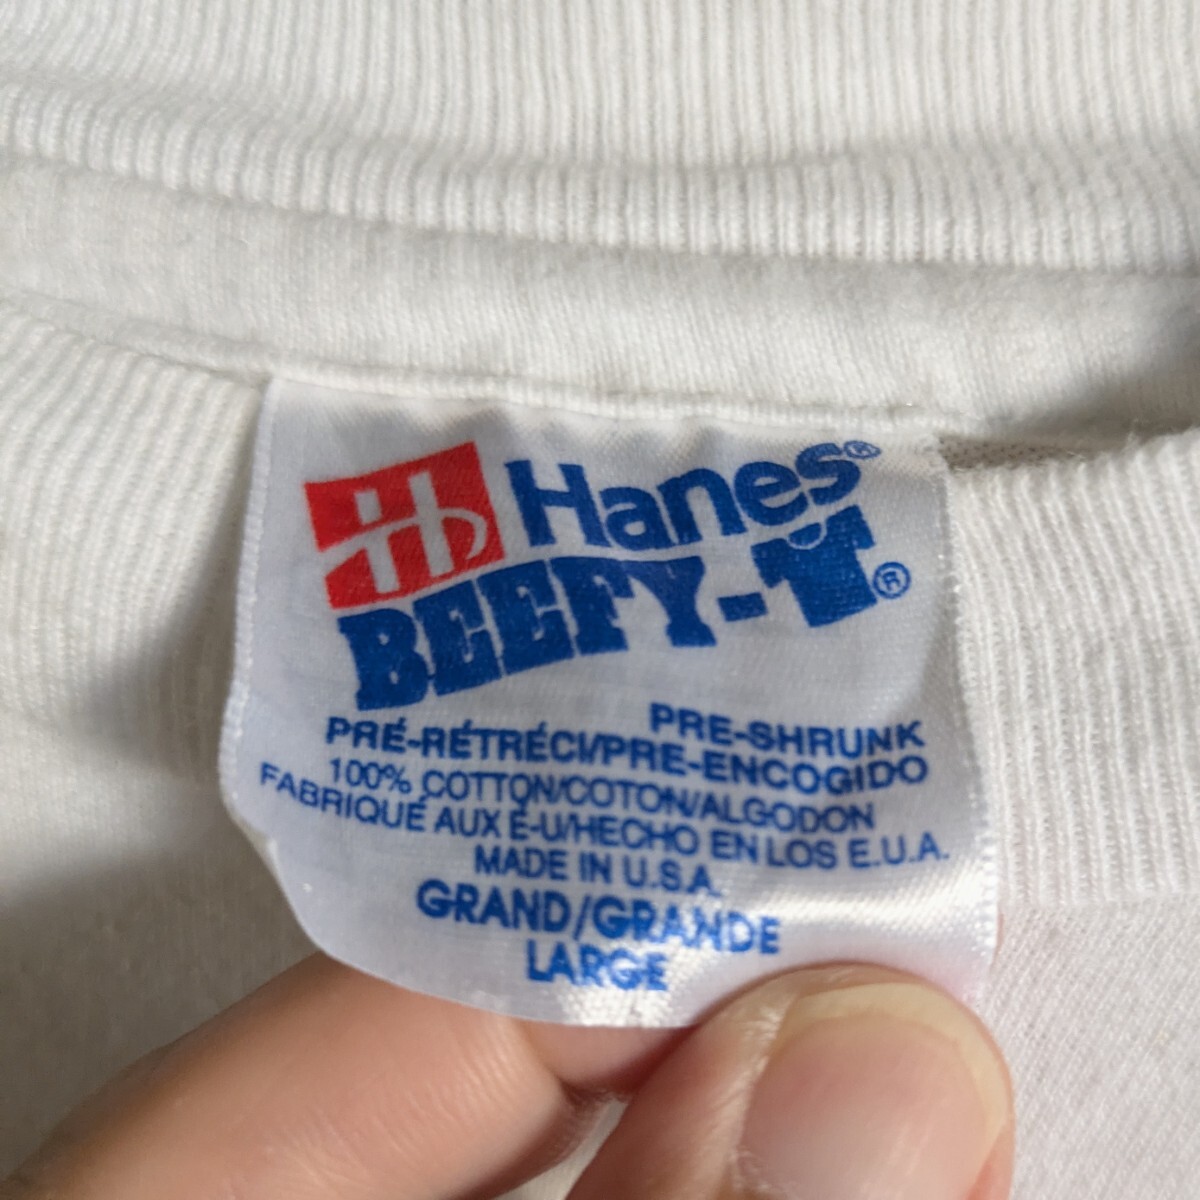 Hanes®
BEEFY-T®
PRE-SHRUNK
PRÉ-RÉTRÉCI/PRE-ENCOGIDO
100% COTTON/COTON/ALGODON
FABRIQUÉ AUX É-U/HECHO EN LOS E.U.A.
MADE IN U.S.A.
GRAND/GRANDE
LARGE